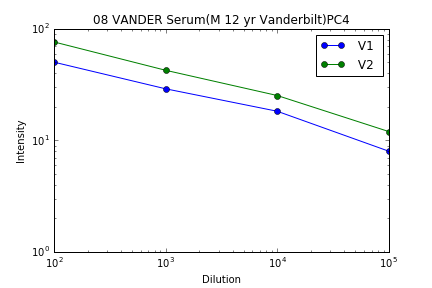 08 VANDER Serum(M 12 yr Vanderbilt)PC4
V1
V2
Intensity
10²
10¹
10⁰
10² 10³ 10⁴ 10⁵
Dilution